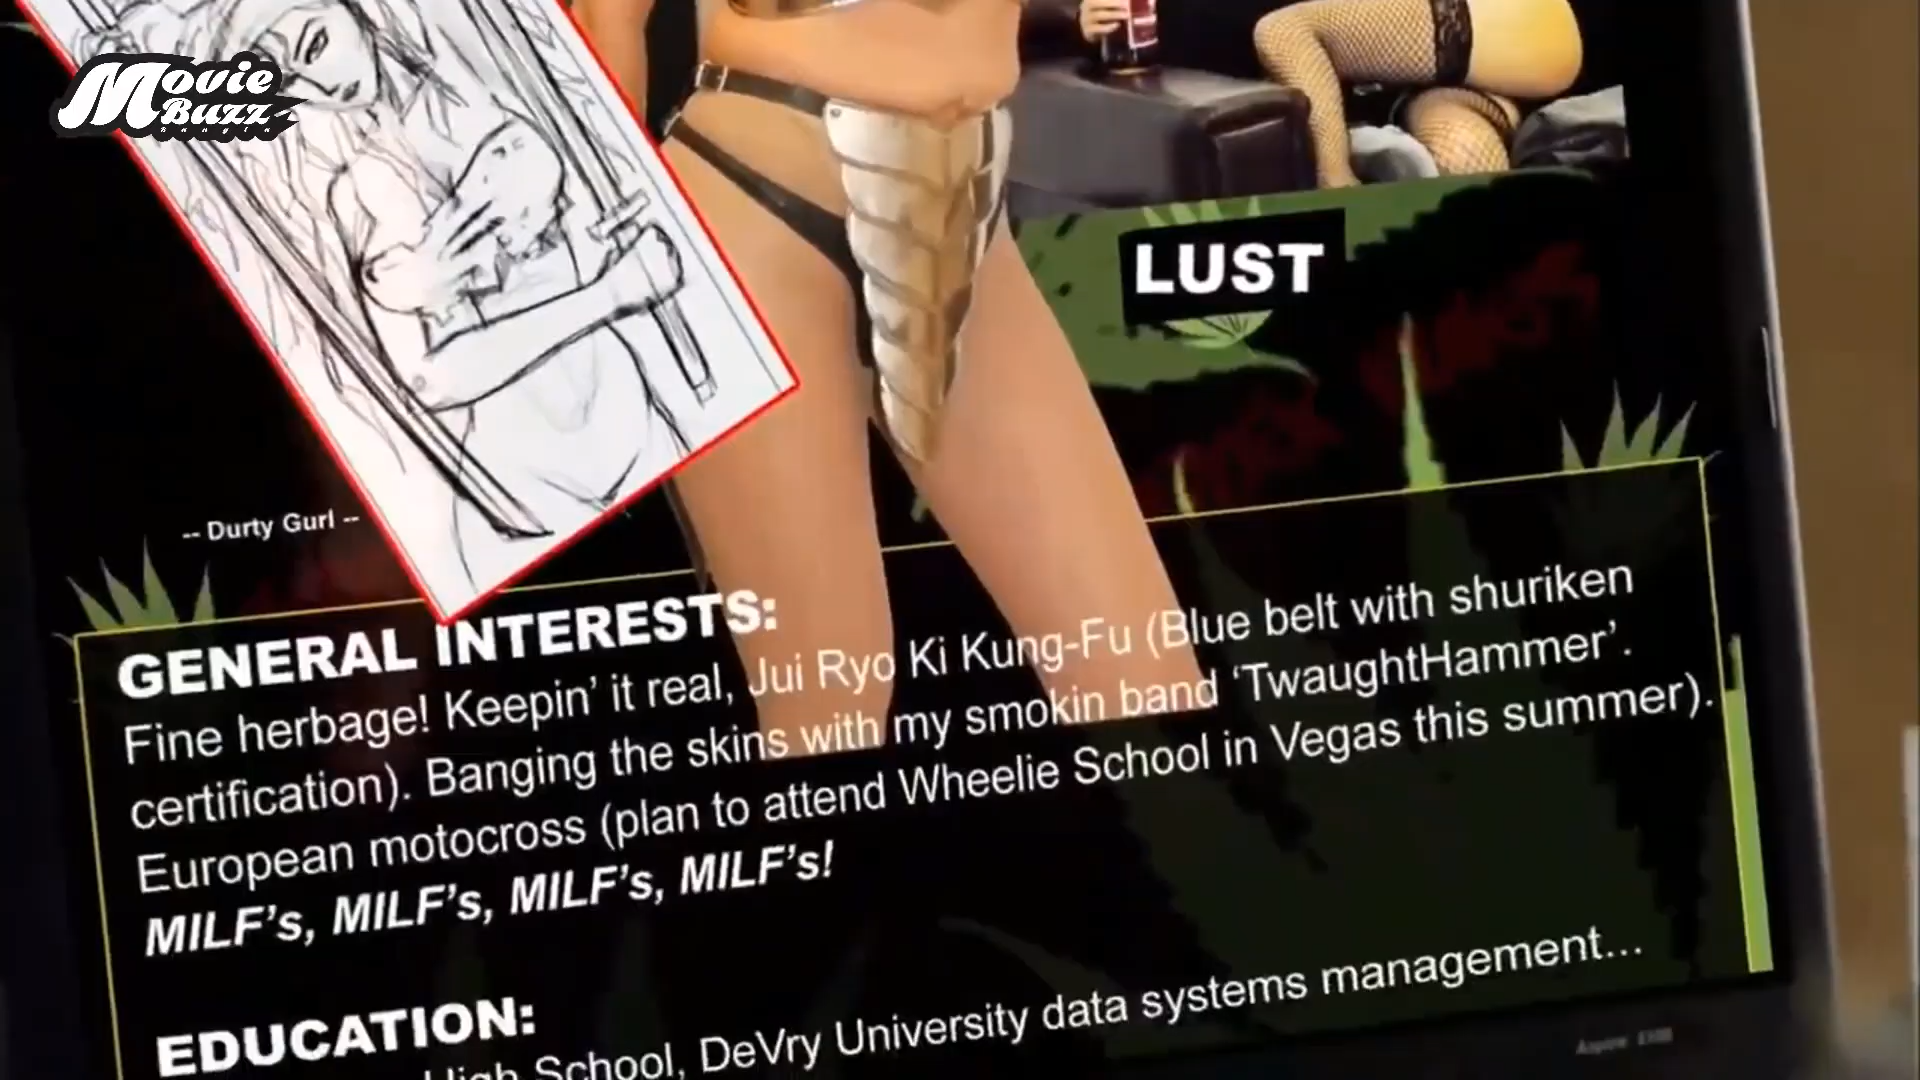 Movie
Buzz
Bangla
LUST
-- Durty Gurl --
GENERAL INTERESTS:
Fine herbage! Keepin' it real, Jui Ryo Ki Kung-Fu (Blue belt with shuriken
certification). Banging the skins with my smokin band 'TwaughtHammer'.
European motocross (plan to attend Wheelie School in Vegas this summer).
MILF's, MILF's, MILF's!
EDUCATION:
High School, DeVry University data systems management...